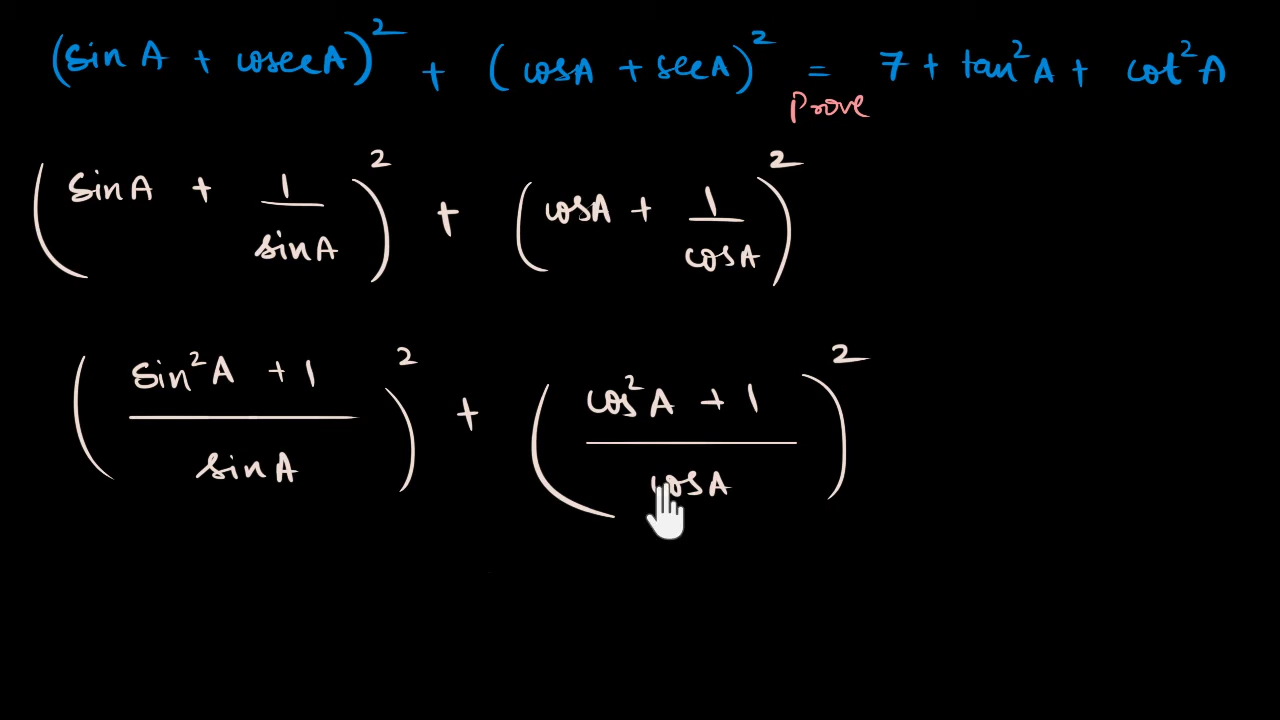 (sin A + cosecA)² + (cosA + secA)² = 7 + tan²A + cot²A
Prove
(sinA + 1/sinA)² + (cosA + 1/cosA)²
(sin²A + 1/sinA)² + (cos²A + 1/cosA)²